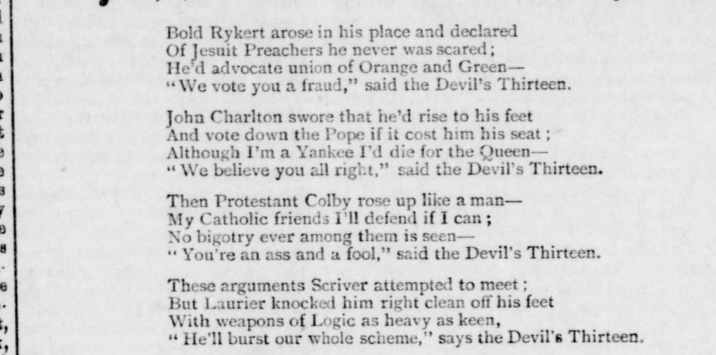 Bold Rykert arose in his place and declared
Of Jesuit Preachers he never was scared;
He'd advocate union of Orange and Green—
"We vote you a fraud," said the Devil's Thirteen.
John Charlton swore that he'd rise to his feet
And vote down the Pope if it cost him his seat;
Although I'm a Yankee I'd die for the Queen—
"We believe you all right," said the Devil's Thirteen.
Then Protestant Colby rose up like a man—
My Catholic friends I'll defend if I can;
No bigotry ever among them is seen—
"You're an ass and a fool," said the Devil's Thirteen.
These arguments Scriver attempted to meet;
But Laurier knocked him right clean off his feet
With weapons of Logic as heavy as keen,
"He'll burst our whole scheme," says the Devil's Thirteen.